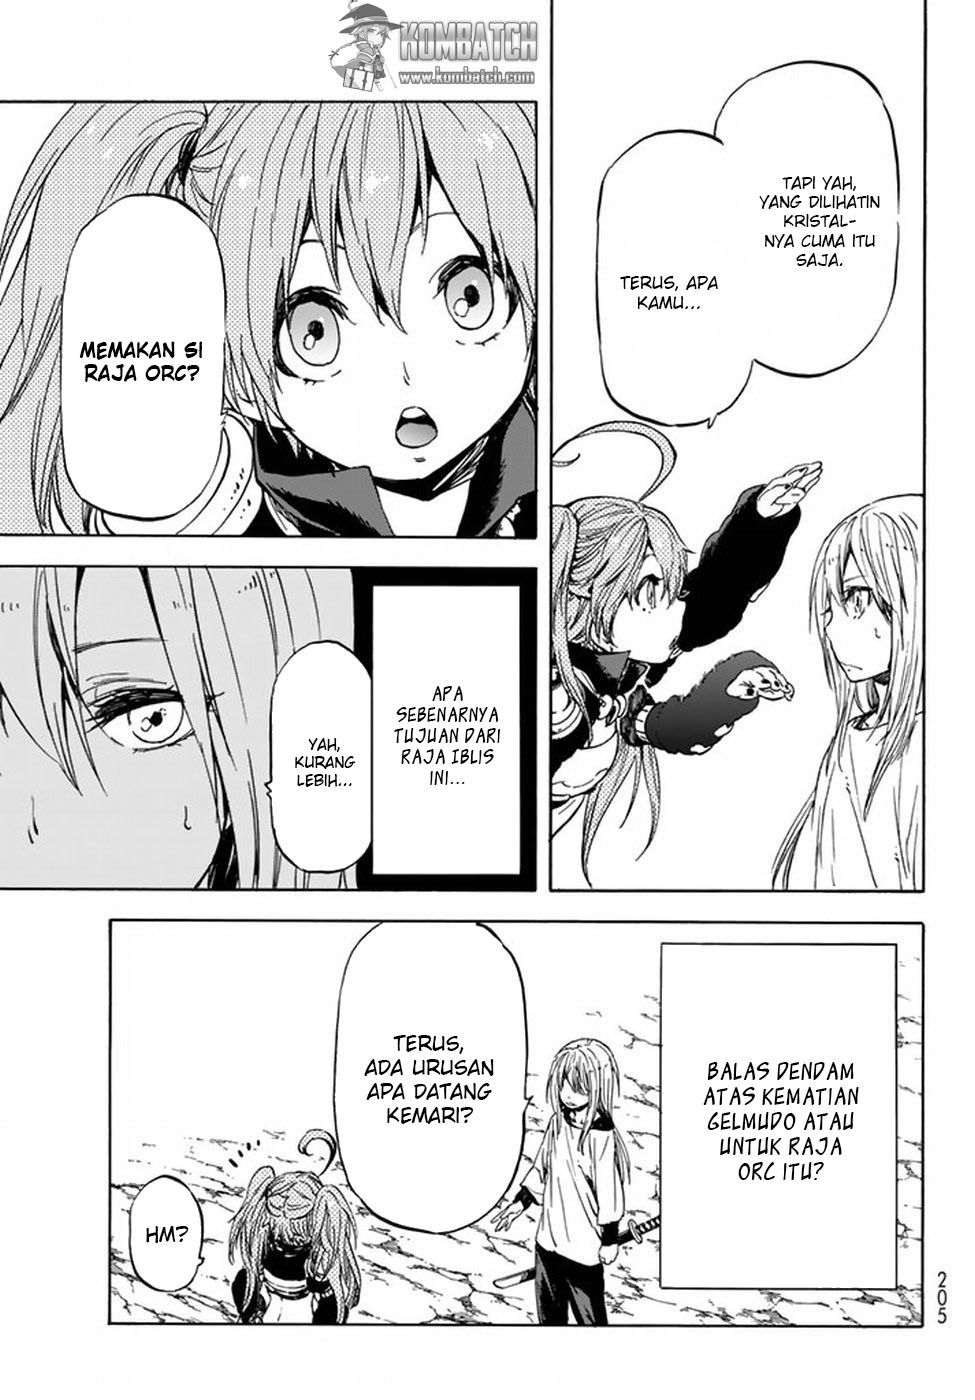 KOMBATCH
www.kombatch.com
TAPI YAH,
YANG DILIHATIN
KRISTAL-
NYA CUMA ITU
SAJA.
TERUS, APA
KAMU...
MEMAKAN SI
RAJA ORC?
APA
SEBENARNYA
TUJUAN DARI
RAJA IBLIS
INI...
YAH,
KURANG
LEBIH...
BALAS DENDAM
ATAS KEMATIAN
GELMUDO ATAU
UNTUK RAJA
ORC ITU?
TERUS,
ADA URUSAN
APA DATANG
KEMARI?
HM?
205